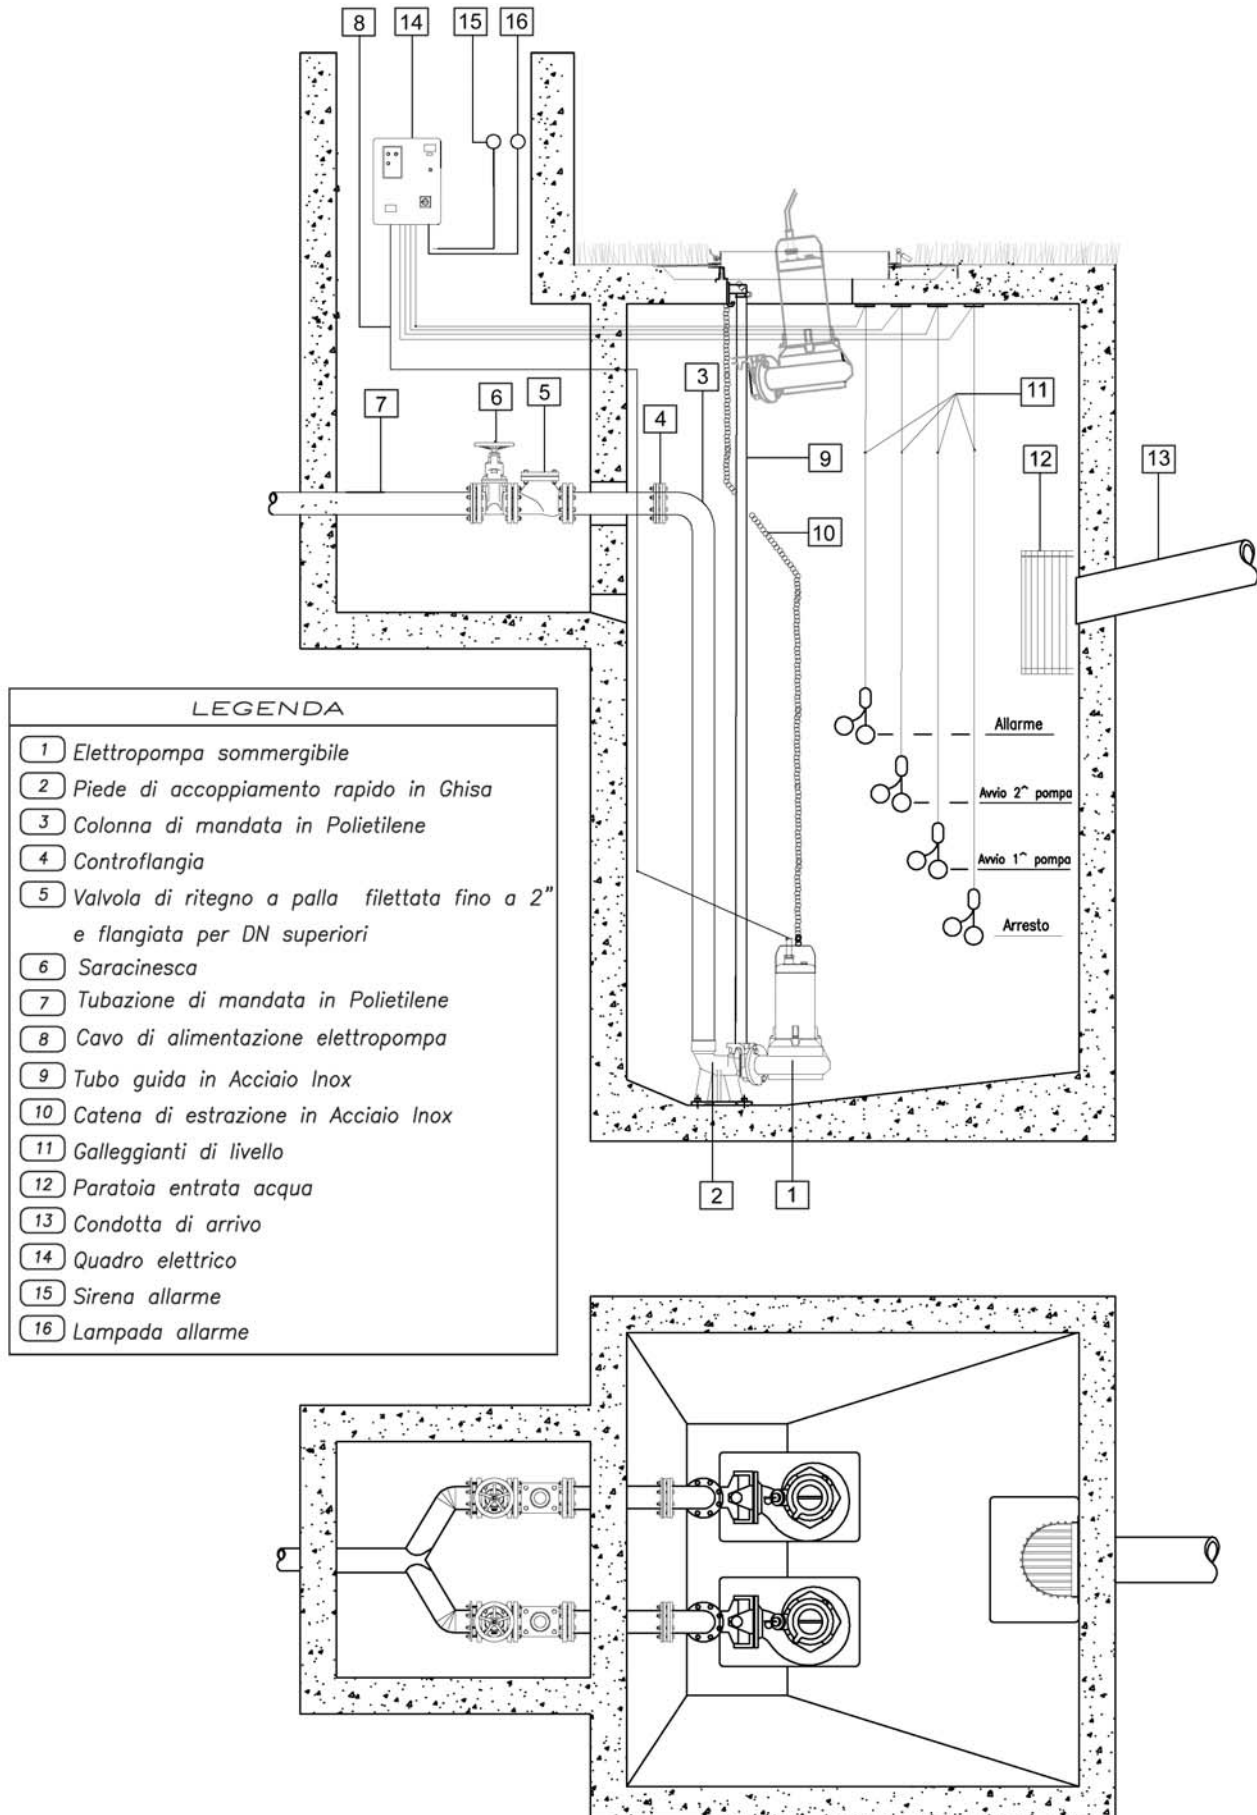 8 14 15 16
3
6 5 11
7 4
9 12 13
10
LEGENDA
1 Elettropompa sommergibile
2 Piede di accoppiamento rapido in Ghisa
3 Colonna di mandata in Polietilene
4 Controflangia
5 Valvola di ritegno a palla filettata fino a 2"
e flangiata per DN superiori
6 Saracinesca
7 Tubazione di mandata in Polietilene
8 Cavo di alimentazione elettropompa
9 Tubo guida in Acciaio Inox
10 Catena di estrazione in Acciaio Inox
11 Galleggianti di livello
12 Paratoia entrata acqua
13 Condotta di arrivo
14 Quadro elettrico
15 Sirena allarme
16 Lampada allarme
Allarme
Avvio 2^ pompa
Avvio 1^ pompa
Arresto
2 1